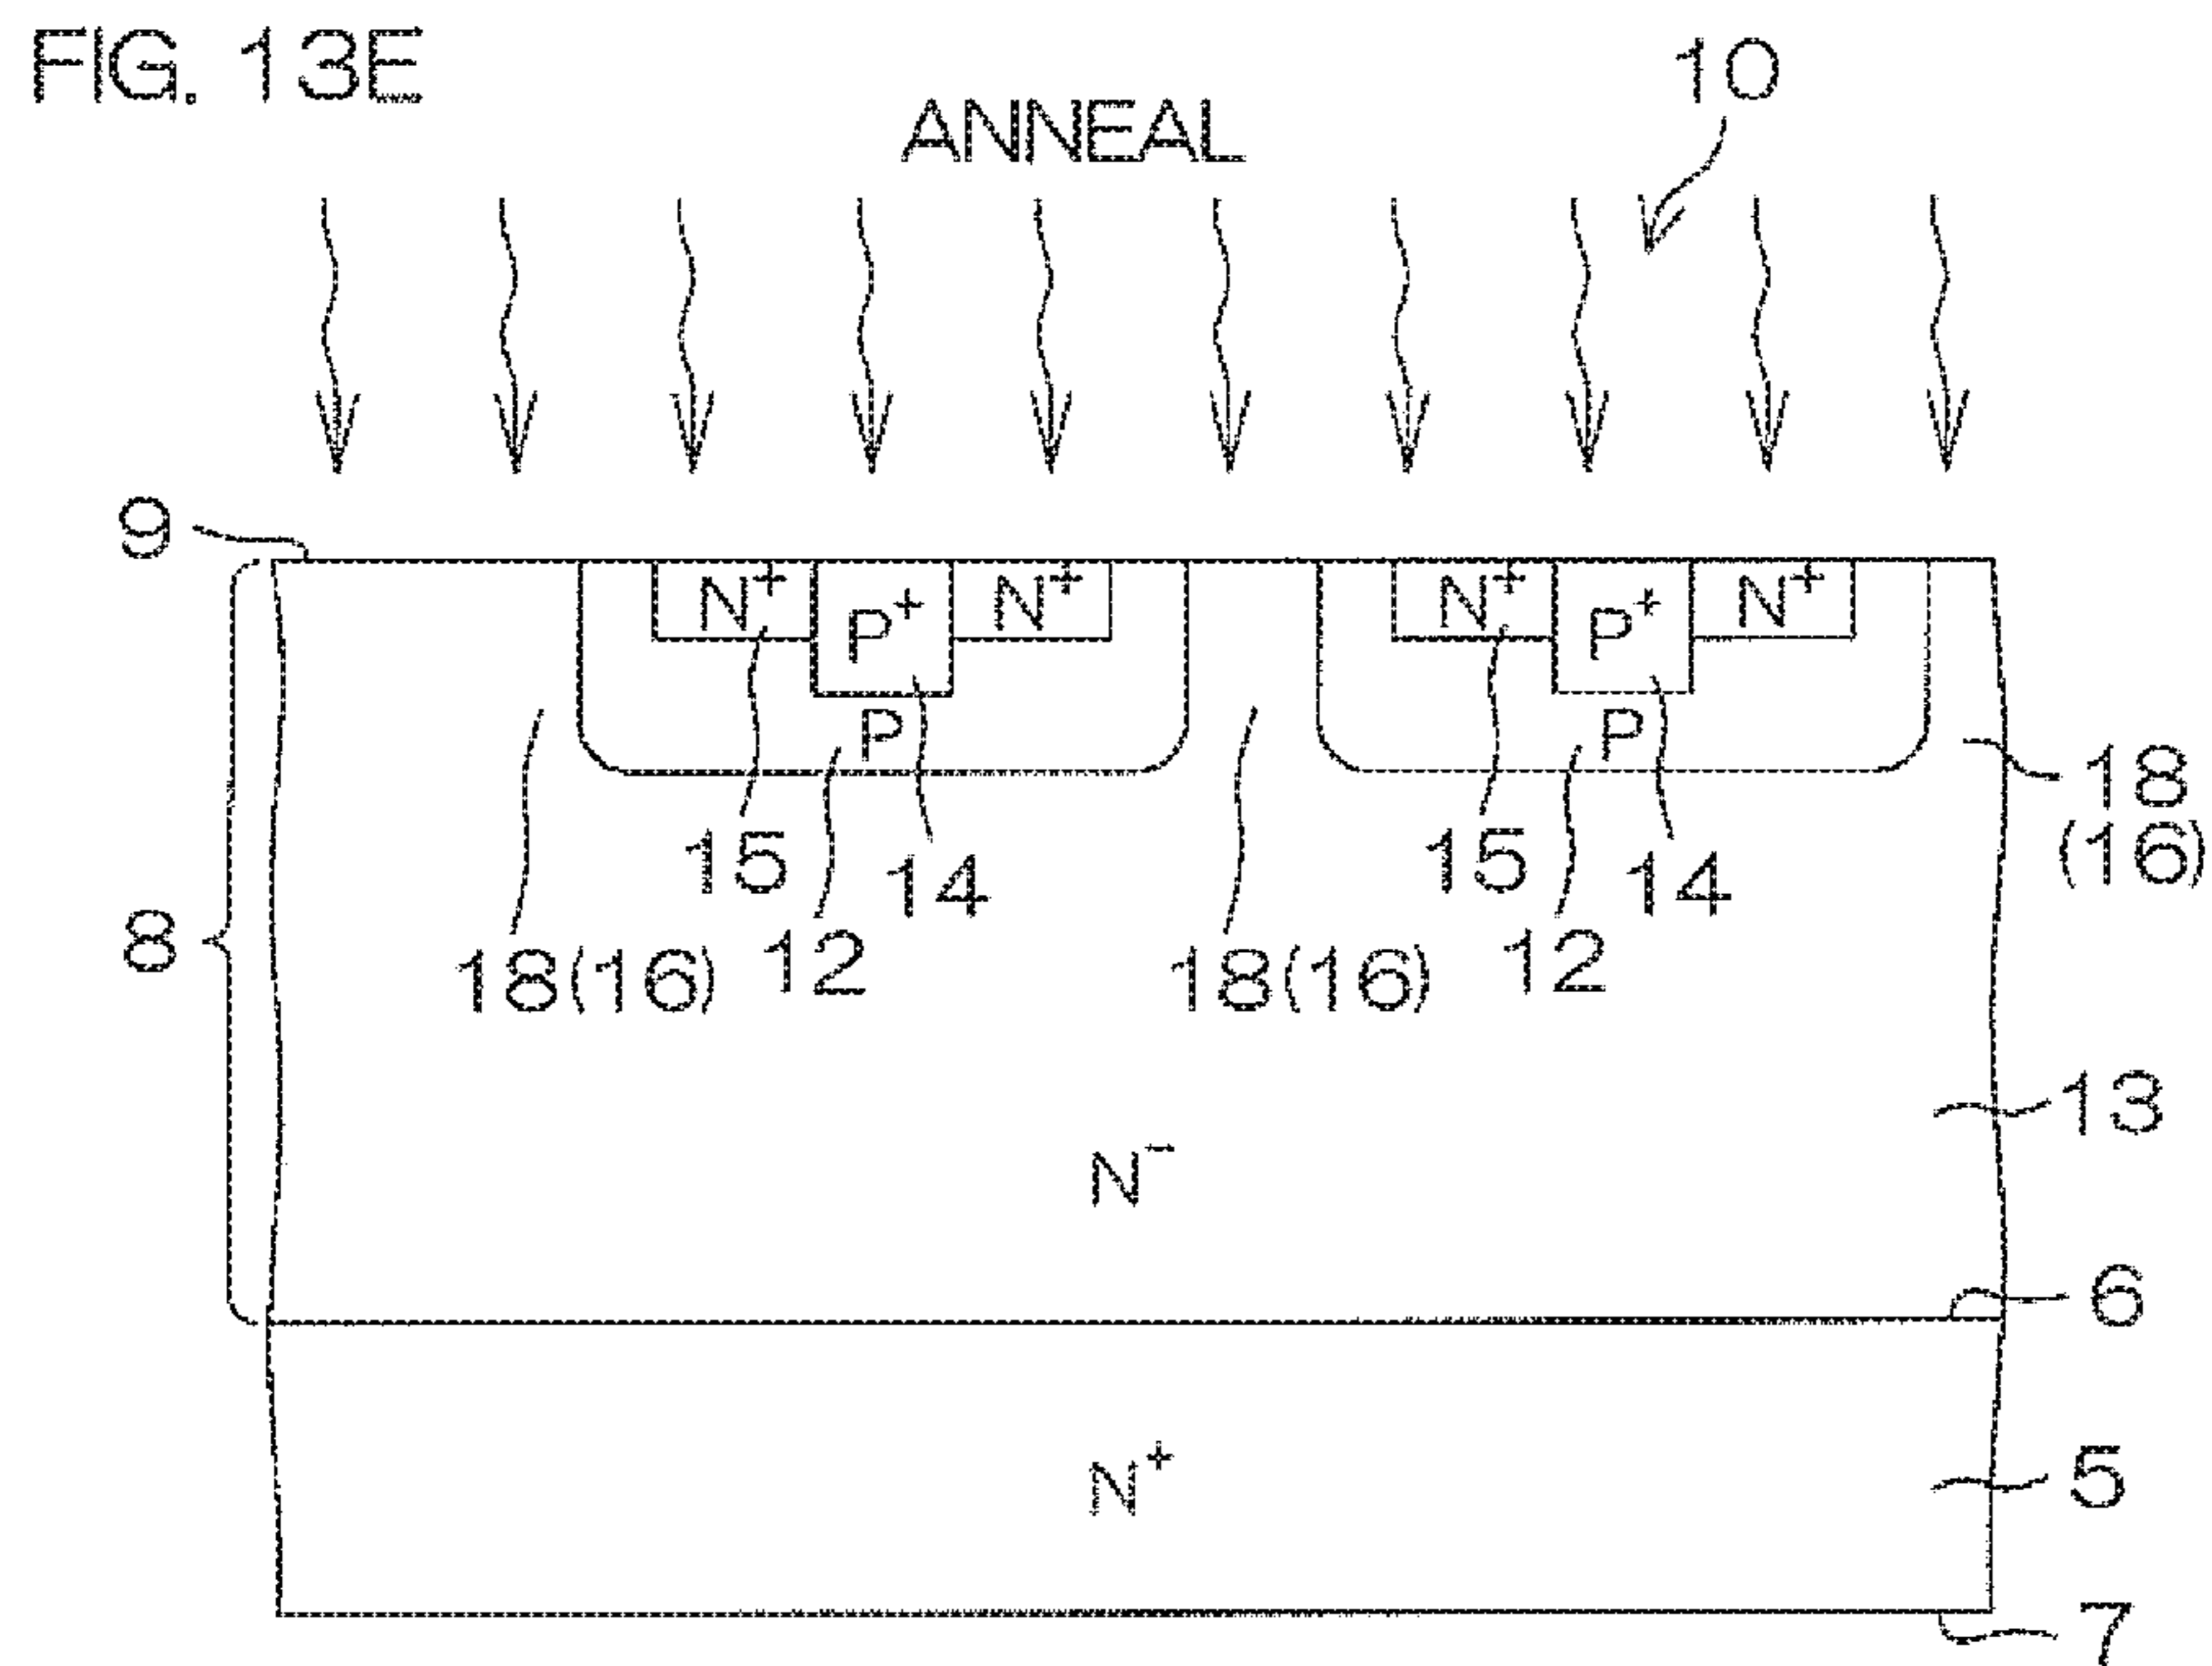 FIG. 13E
10
ANNEAL
9
N⁺ P⁺ N⁺ N⁺ P⁺ N⁺
P P
15 14 15 14 18
(16)
8 18(16) 12 18(16) 12
13
N⁻
6
N⁺ 5
7